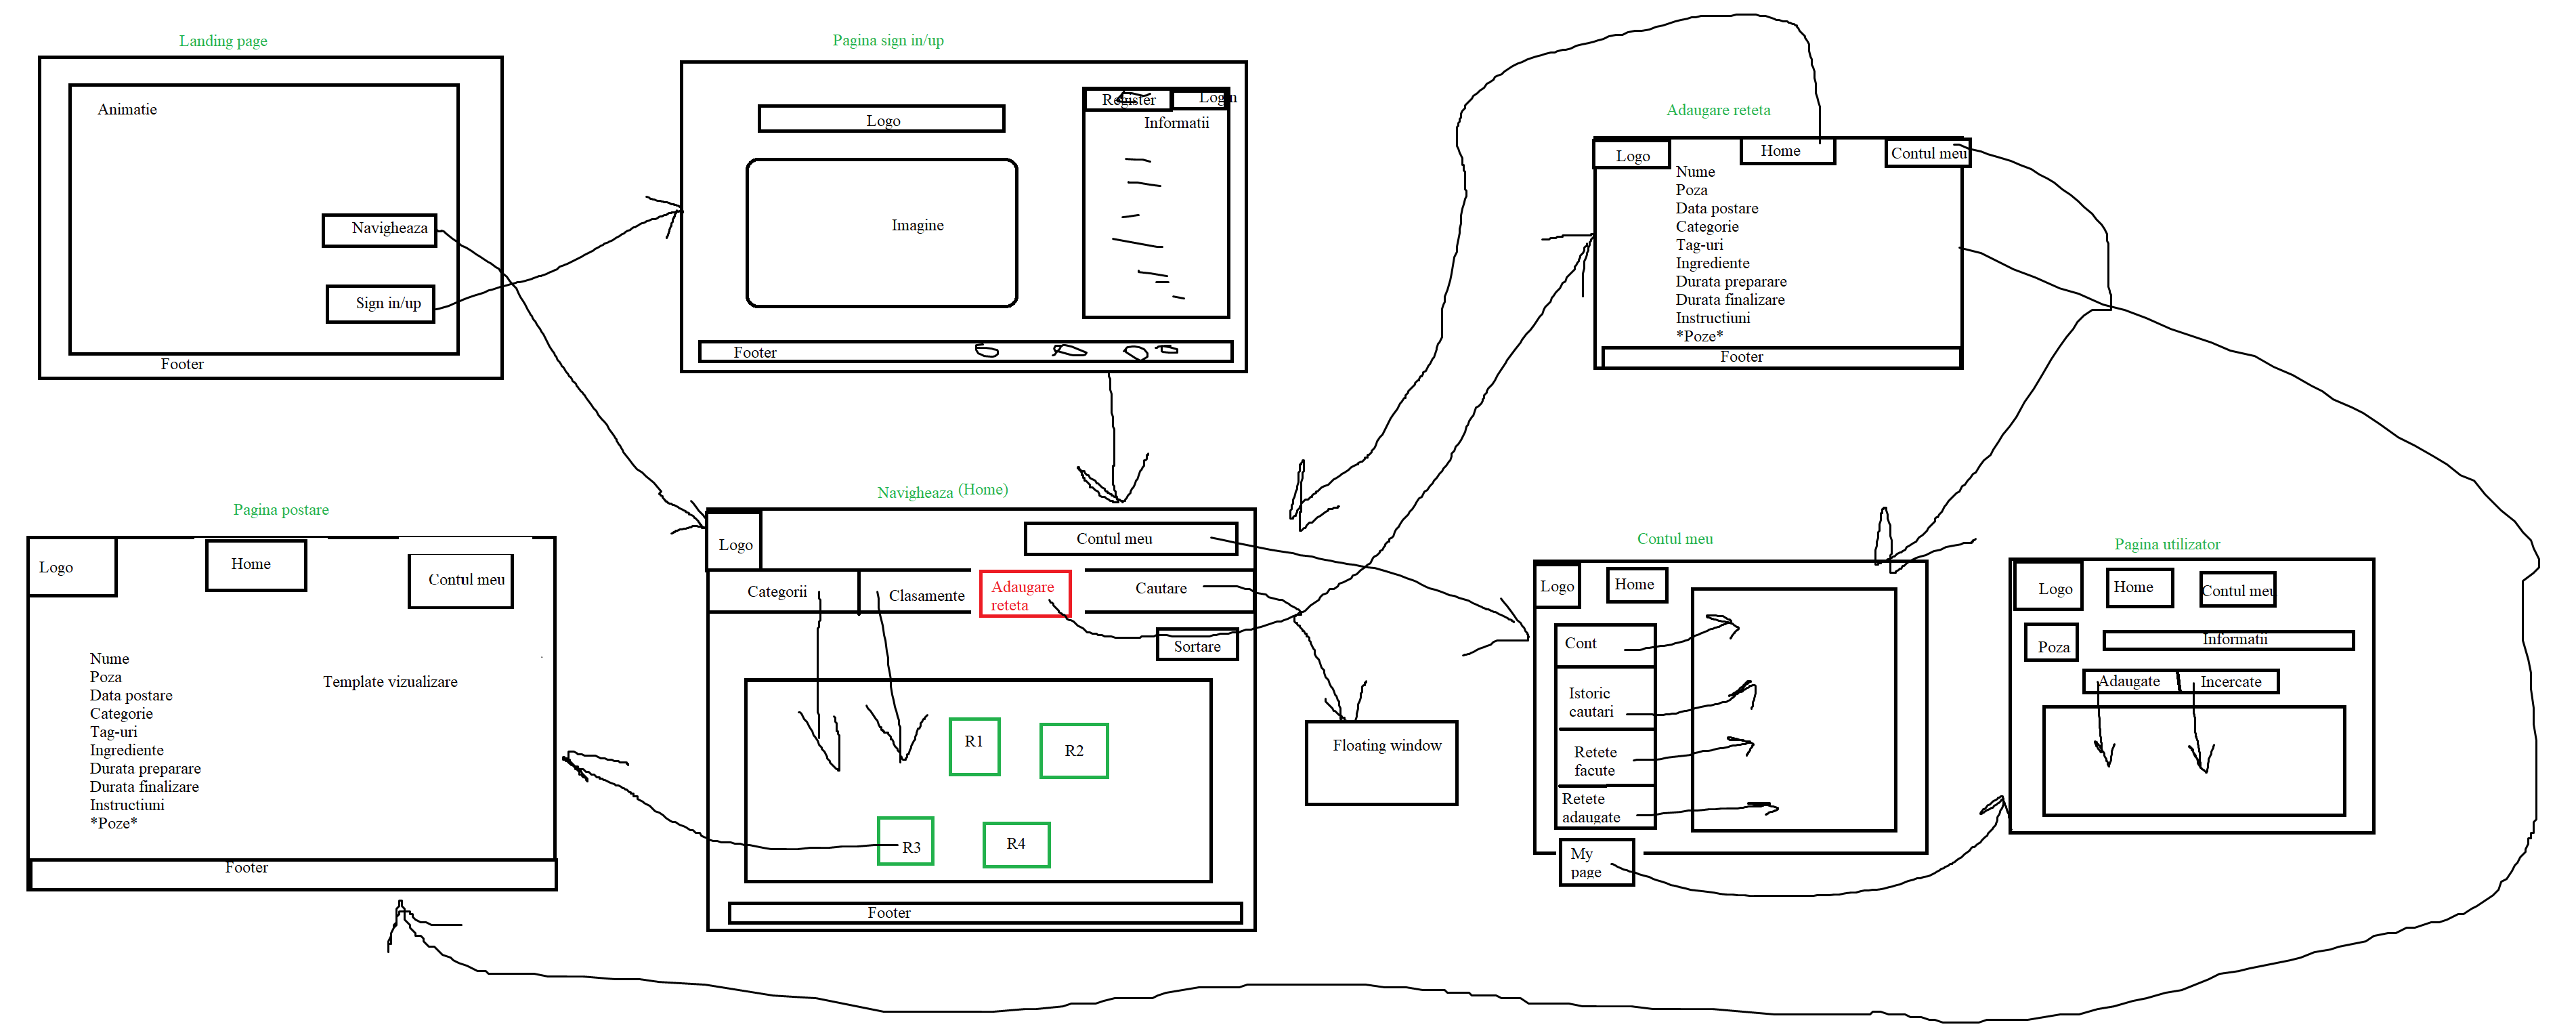 Landing page
Animatie
Navigheaza
Sign in/up
Footer
Pagina sign in/up
Logo
Imagine
Register
Login
Informatii
Footer
Adaugare reteta
Logo
Home
Contul meu
Nume
Poza
Data postare
Categorie
Tag-uri
Ingrediente
Durata preparare
Durata finalizare
Instructiuni
*Poze*
Footer
Pagina postare
Logo
Home
Contul meu
Nume
Poza
Data postare
Categorie
Tag-uri
Ingrediente
Durata preparare
Durata finalizare
Instructiuni
*Poze*
Template vizualizare
Footer
Navigheaza (Home)
Logo
Contul meu
Categorii
Clasamente
Adaugare
reteta
Cautare
Sortare
R1
R2
R3
R4
Footer
Floating window
Contul meu
Logo
Home
Cont
Istoric
cautari
Retete
facute
Retete
adaugate
My
page
Pagina utilizator
Logo
Home
Contul meu
Poza
Informatii
Adaugate
Incercate